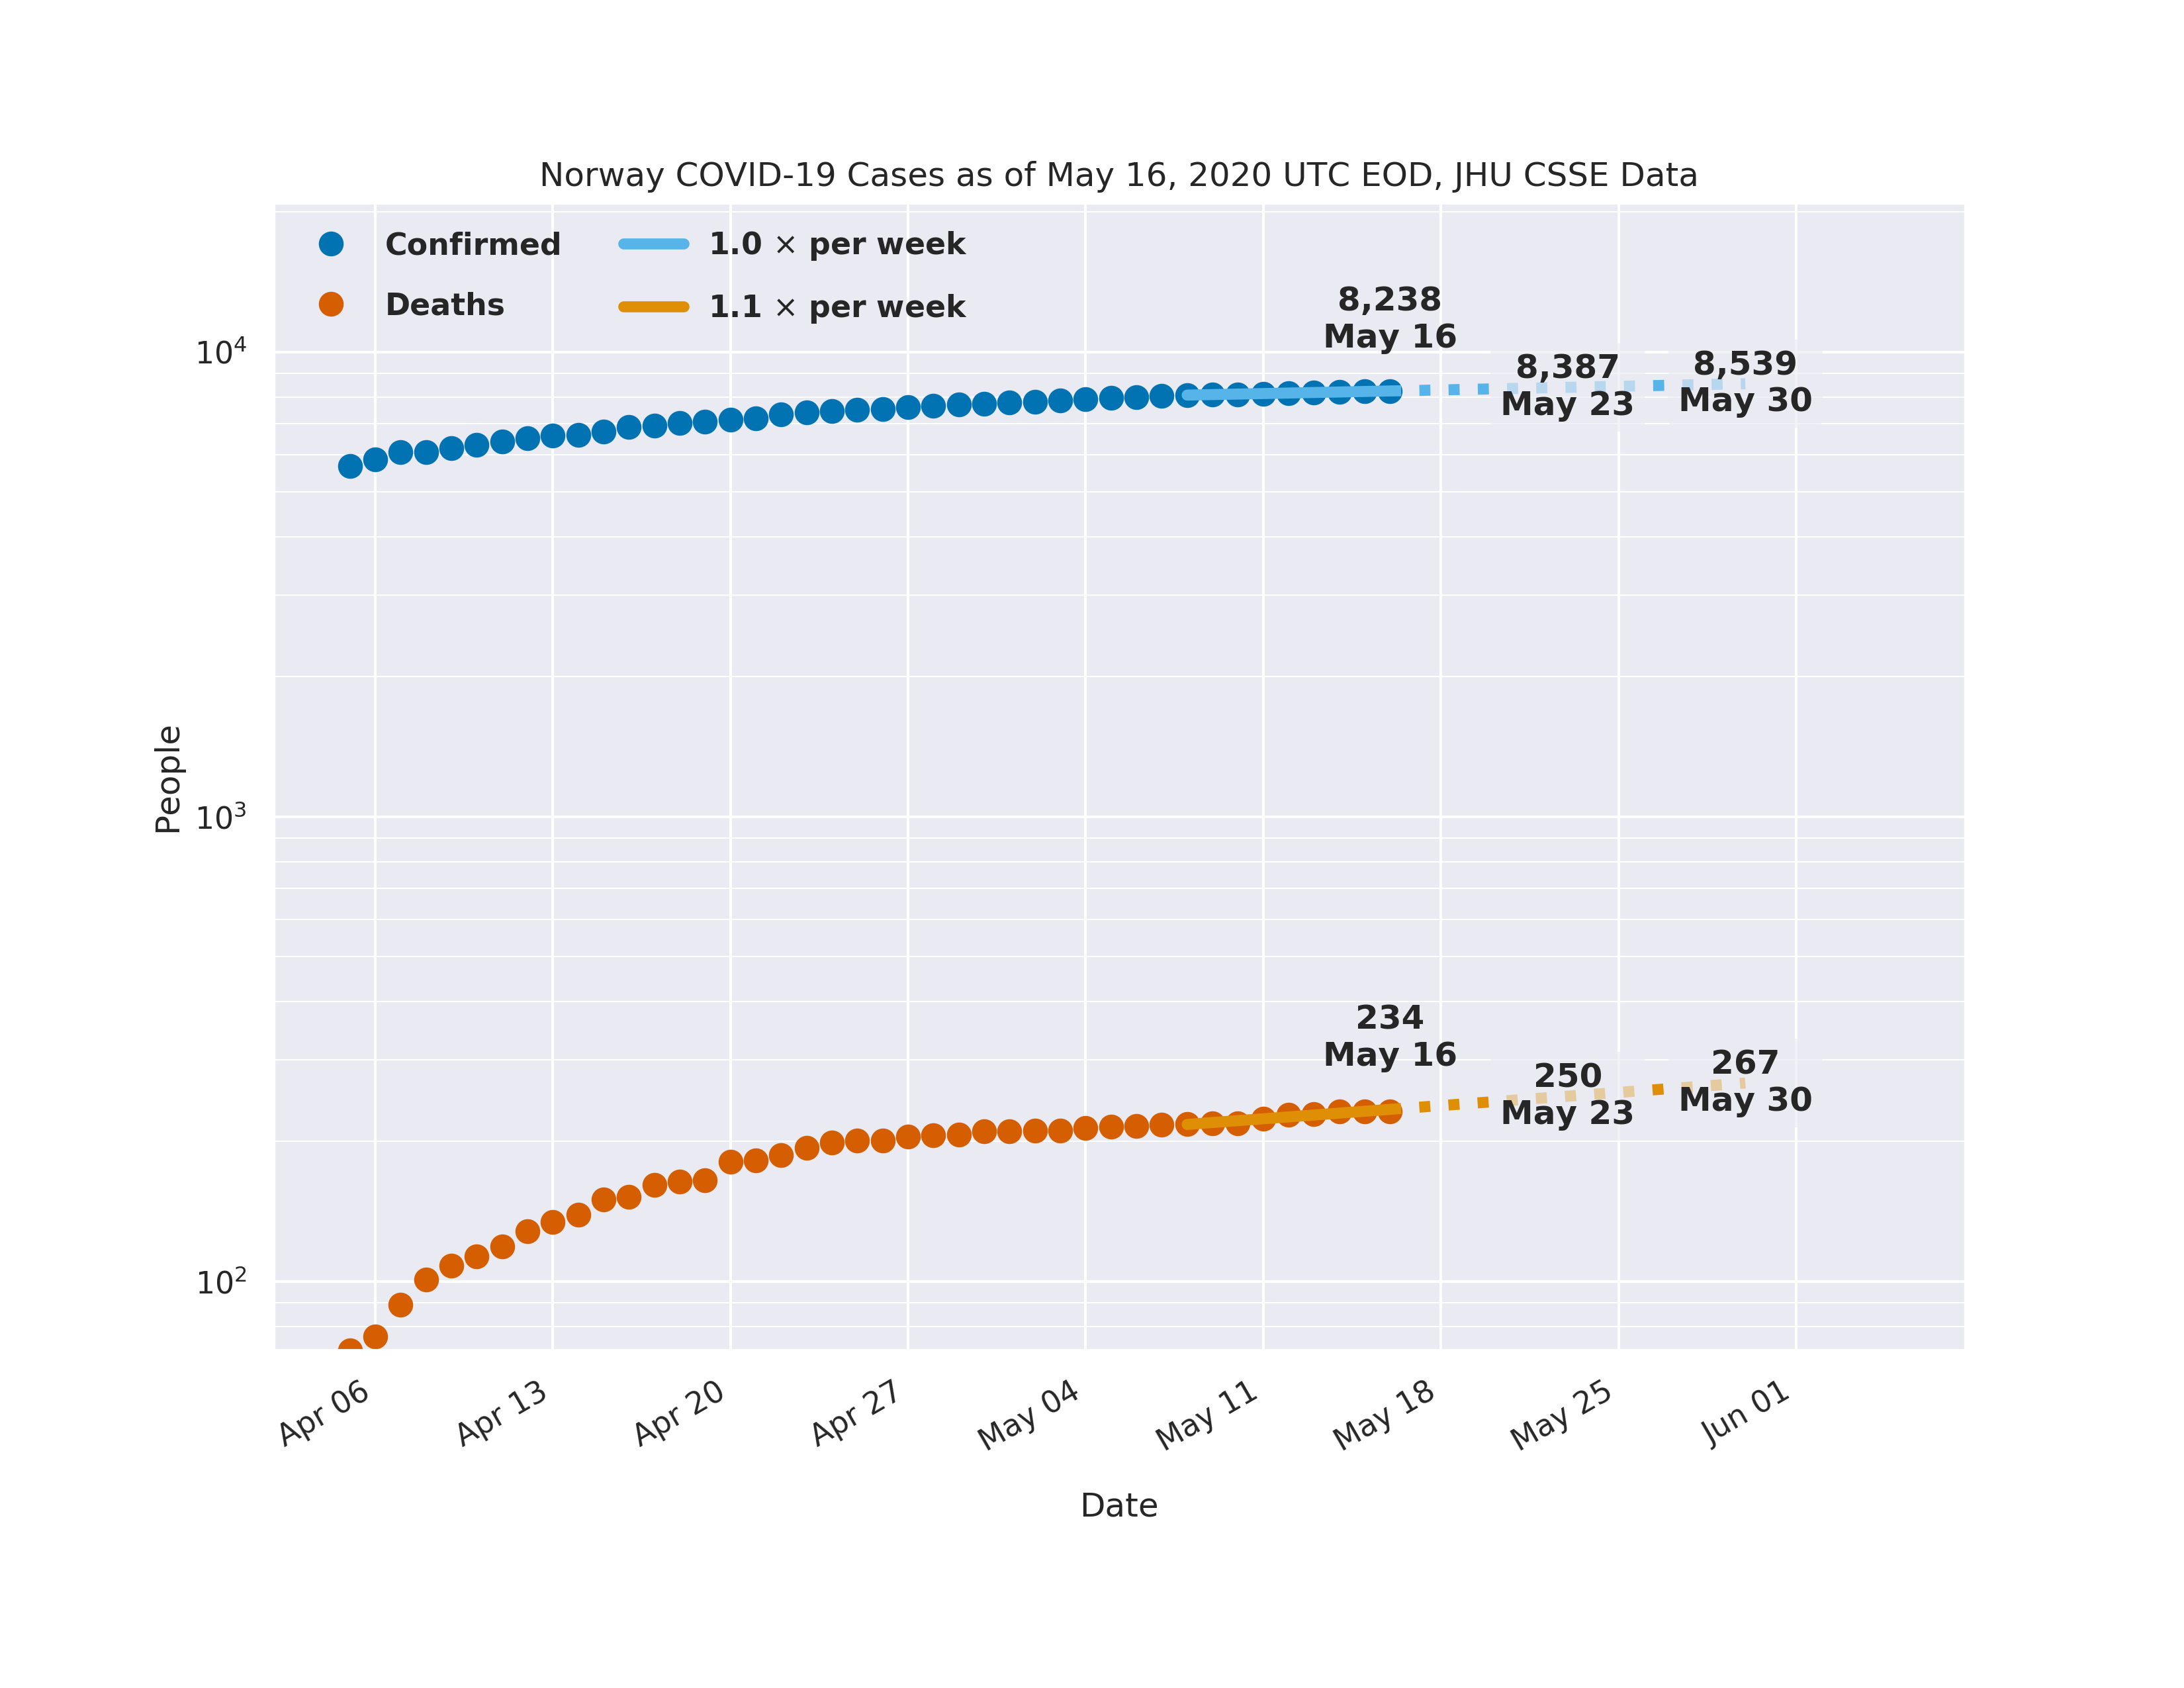 Norway COVID-19 Cases as of May 16, 2020 UTC EOD, JHU CSSE Data
Confirmed
Deaths
1.0 × per week
1.1 × per week
8,238
May 16
8,387
May 23
8,539
May 30
234
May 16
250
May 23
267
May 30
People
10⁴
10³
10²
Apr 06
Apr 13
Apr 20
Apr 27
May 04
May 11
May 18
May 25
Jun 01
Date